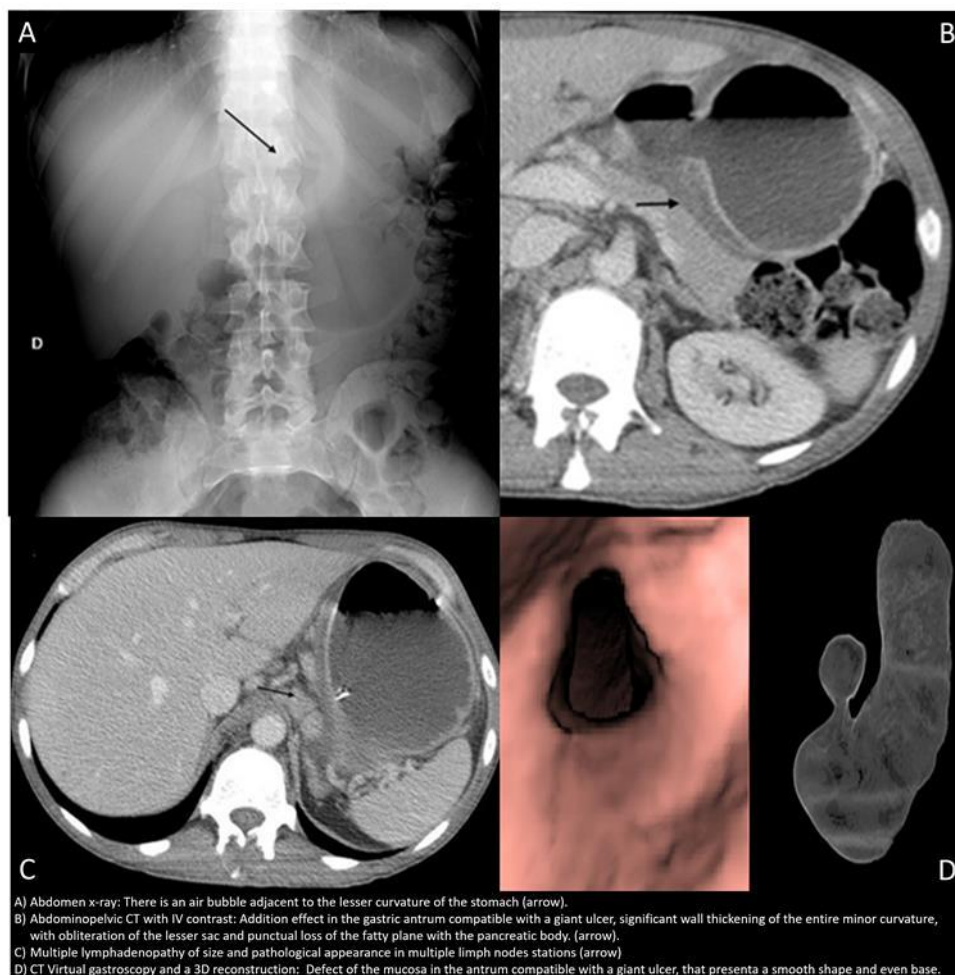 A
B
D
C
D
A) Abdomen x-ray: There is an air bubble adjacent to the lesser curvature of the stomach (arrow).
B) Abdominopelvic CT with IV contrast: Addition effect in the gastric antrum compatible with a giant ulcer, significant wall thickening of the entire minor curvature,
with obliteration of the lesser sac and punctual loss of the fatty plane with the pancreatic body. (arrow).
C) Multiple lymphadenopathy of size and pathological appearance in multiple limph nodes stations (arrow)
D) CT Virtual gastroscopy and a 3D reconstruction: Defect of the mucosa in the antrum compatible with a giant ulcer, that presenta a smooth shape and even base.